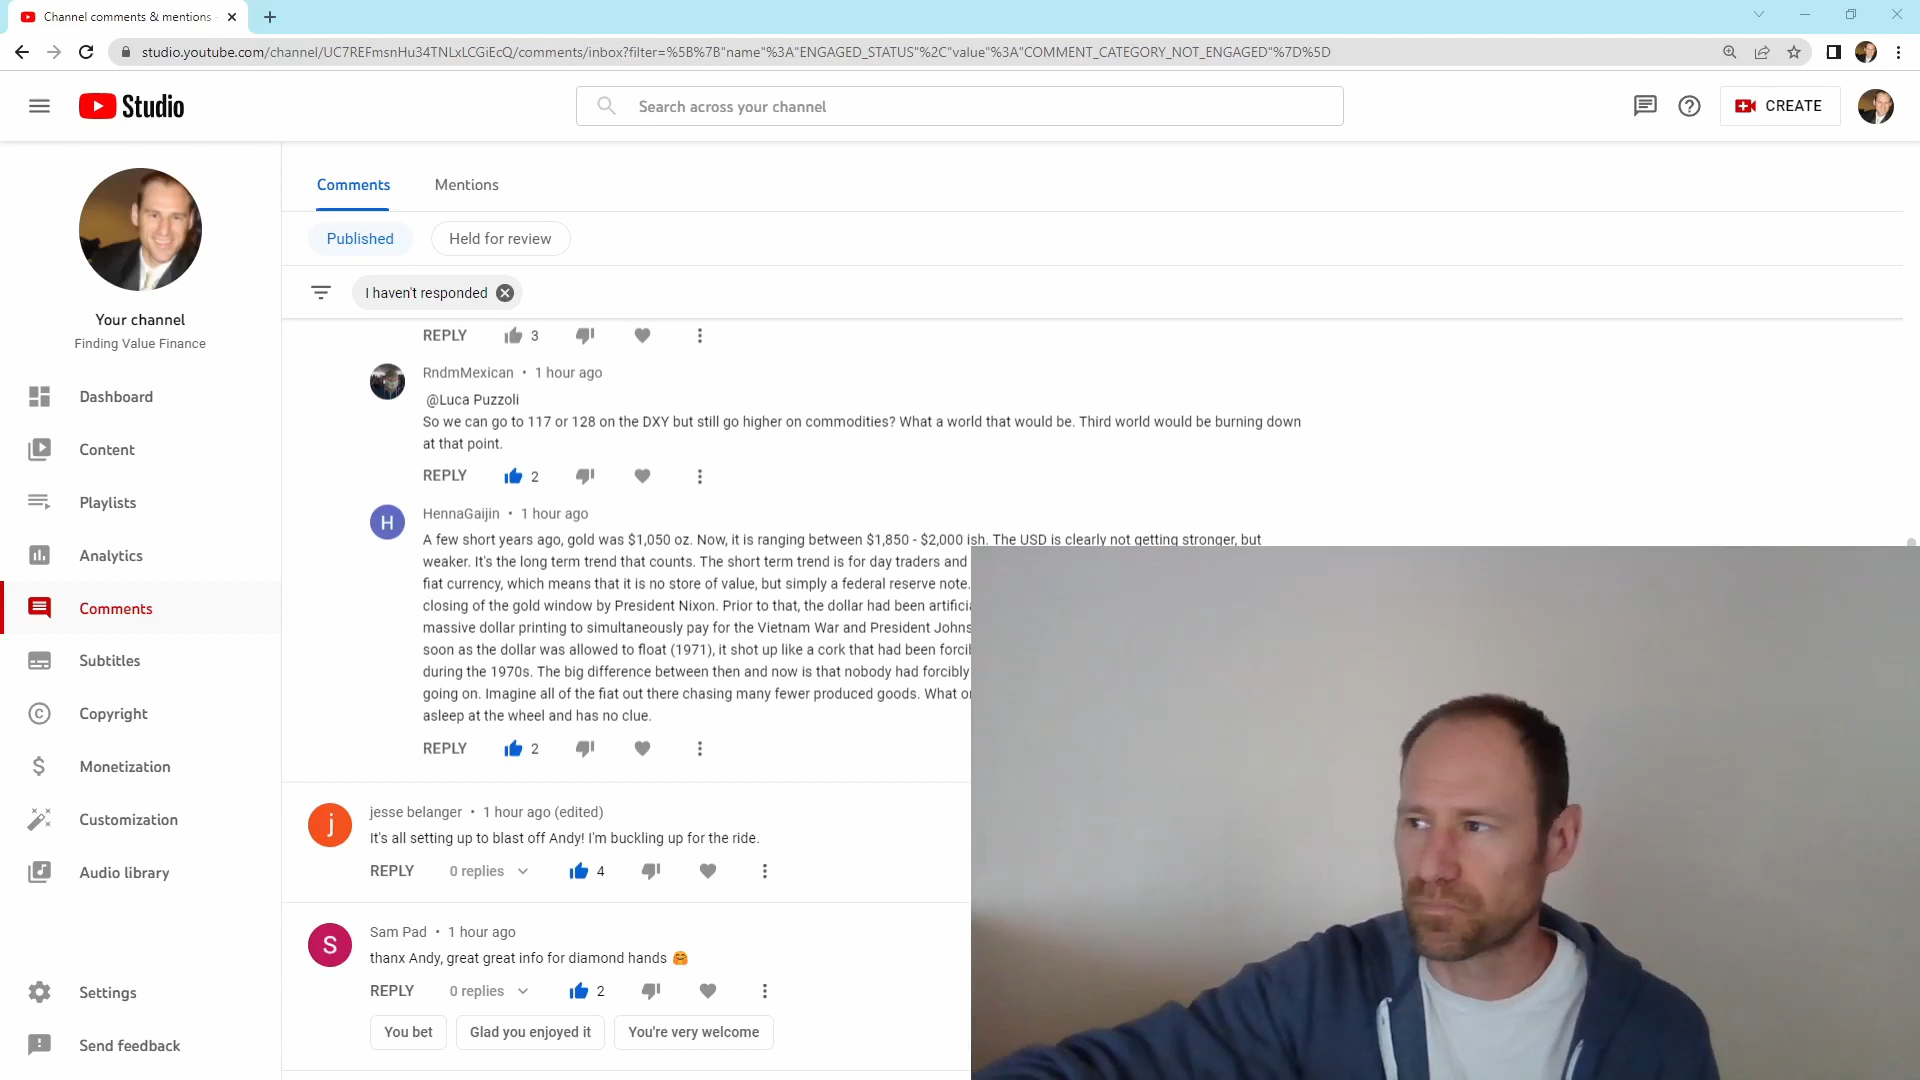 Channel comments & mentions
studio.youtube.com/channel/UC7REFmsnHu34TNLxLCGiEcQ/comments/inbox?filter=%5B%7B"name"%3A"ENGAGED_STATUS"%2C"value"%3A"COMMENT_CATEGORY_NOT_ENGAGED"%7D%5D
Studio
Search across your channel
CREATE
Your channel
Finding Value Finance
Dashboard
Content
Playlists
Analytics
Comments
Subtitles
Copyright
Monetization
Customization
Audio library
Settings
Send feedback
Comments Mentions
Published Held for review
I haven't responded
REPLY 3
RndmMexican • 1 hour ago
@Luca Puzzoli
So we can go to 117 or 128 on the DXY but still go higher on commodities? What a world that would be. Third world would be burning down
at that point.
REPLY 2
H
HennaGaijin • 1 hour ago
A few short years ago, gold was $1,050 oz. Now, it is ranging between $1,850 - $2,000 ish. The USD is clearly not getting stronger, but
weaker. It's the long term trend that counts. The short term trend is for day traders and
fiat currency, which means that it is no store of value, but simply a federal reserve note.
closing of the gold window by President Nixon. Prior to that, the dollar had been artificia
massive dollar printing to simultaneously pay for the Vietnam War and President Johns
soon as the dollar was allowed to float (1971), it shot up like a cork that had been forcib
during the 1970s. The big difference between then and now is that nobody had forcibly
going on. Imagine all of the fiat out there chasing many fewer produced goods. What
asleep at the wheel and has no clue.
REPLY 2
j
jesse belanger • 1 hour ago (edited)
It's all setting up to blast off Andy! I'm buckling up for the ride.
REPLY 0 replies 4
S
Sam Pad • 1 hour ago
thanx Andy, great great info for diamond hands 🤗
REPLY 0 replies 2
You bet Glad you enjoyed it You're very welcome